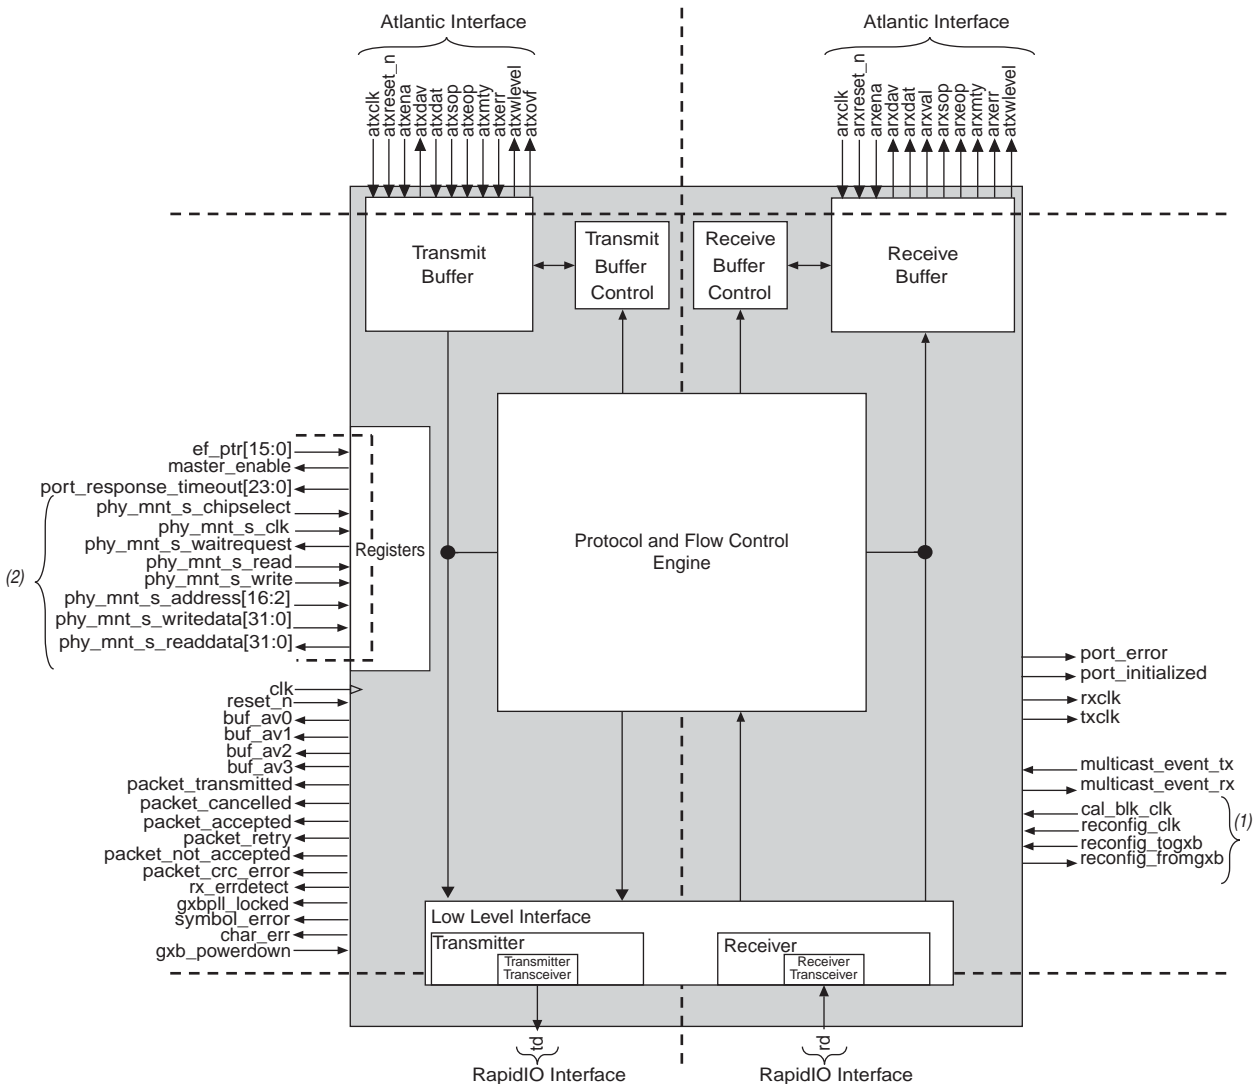 Atlantic Interface
Atlantic Interface
atxclk
atxreset_n
atxena
atxdav
atxdat
atxsop
atxeop
atxmty
atxerr
atxwlevel
atxovf
arxclk
arxreset_n
arxena
arxdav
arxdat
arxval
arxsop
arxeop
arxmty
arxerr
atxwlevel
Transmit
Buffer
Transmit
Buffer
Control
Receive
Buffer
Control
Receive
Buffer
ef_ptr[15:0]
master_enable
port_response_timeout[23:0]
phy_mnt_s_chipselect
phy_mnt_s_clk
phy_mnt_s_waitrequest
phy_mnt_s_read
phy_mnt_s_write
phy_mnt_s_address[16:2]
phy_mnt_s_writedata[31:0]
phy_mnt_s_readdata[31:0]
(2)
Registers
Protocol and Flow Control
Engine
clk
reset_n
buf_av0
buf_av1
buf_av2
buf_av3
packet_transmitted
packet_cancelled
packet_accepted
packet_retry
packet_not_accepted
packet_crc_error
rx_errdetect
gxbpll_locked
symbol_error
char_err
gxb_powerdown
port_error
port_initialized
rxclk
txclk
multicast_event_tx
multicast_event_rx
cal_blk_clk
reconfig_clk
reconfig_togxb
reconfig_fromgxb
(1)
Low Level Interface
Transmitter
Transmitter
Transceiver
Receiver
Receiver
Transceiver
td
rd
RapidIO Interface
RapidIO Interface